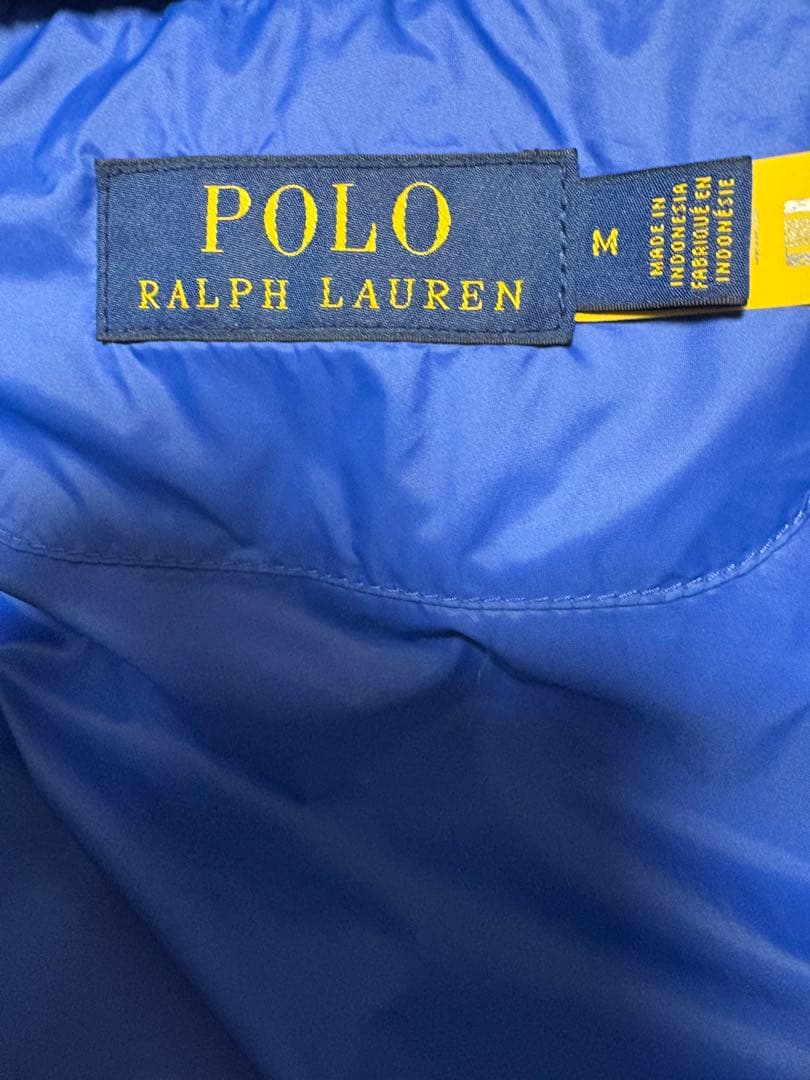 POLO
RALPH LAUREN
M
MADE IN
INDONESIA
FABRIQUÉ EN
INDONÉSIE